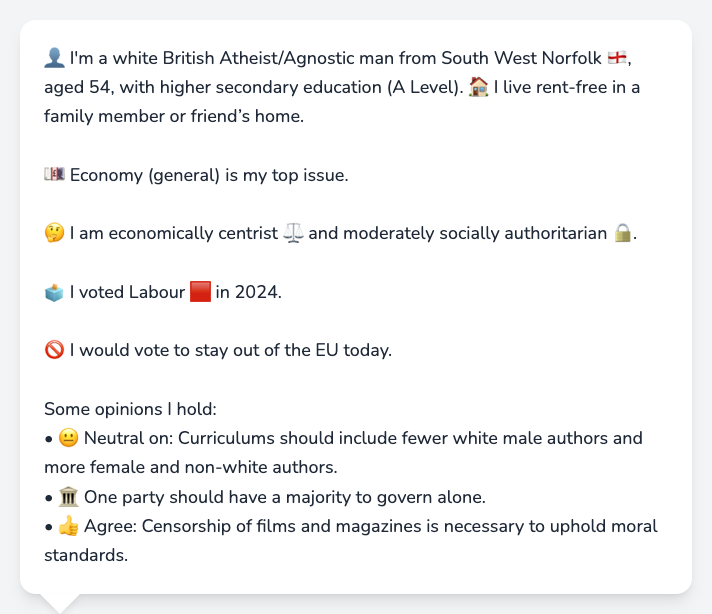 👤 I'm a white British Atheist/Agnostic man from South West Norfolk 🏴󠁧󠁢󠁥󠁮󠁧󠁿,
aged 54, with higher secondary education (A Level). 🏠 I live rent-free in a
family member or friend’s home.
💷 Economy (general) is my top issue.
🤔 I am economically centrist ⚖️ and moderately socially authoritarian 🔒.
🗳️ I voted Labour 🟥 in 2024.
🚫 I would vote to stay out of the EU today.
Some opinions I hold:
• 😐 Neutral on: Curriculums should include fewer white male authors and
more female and non-white authors.
• 🏛️ One party should have a majority to govern alone.
• 👍 Agree: Censorship of films and magazines is necessary to uphold moral
standards.